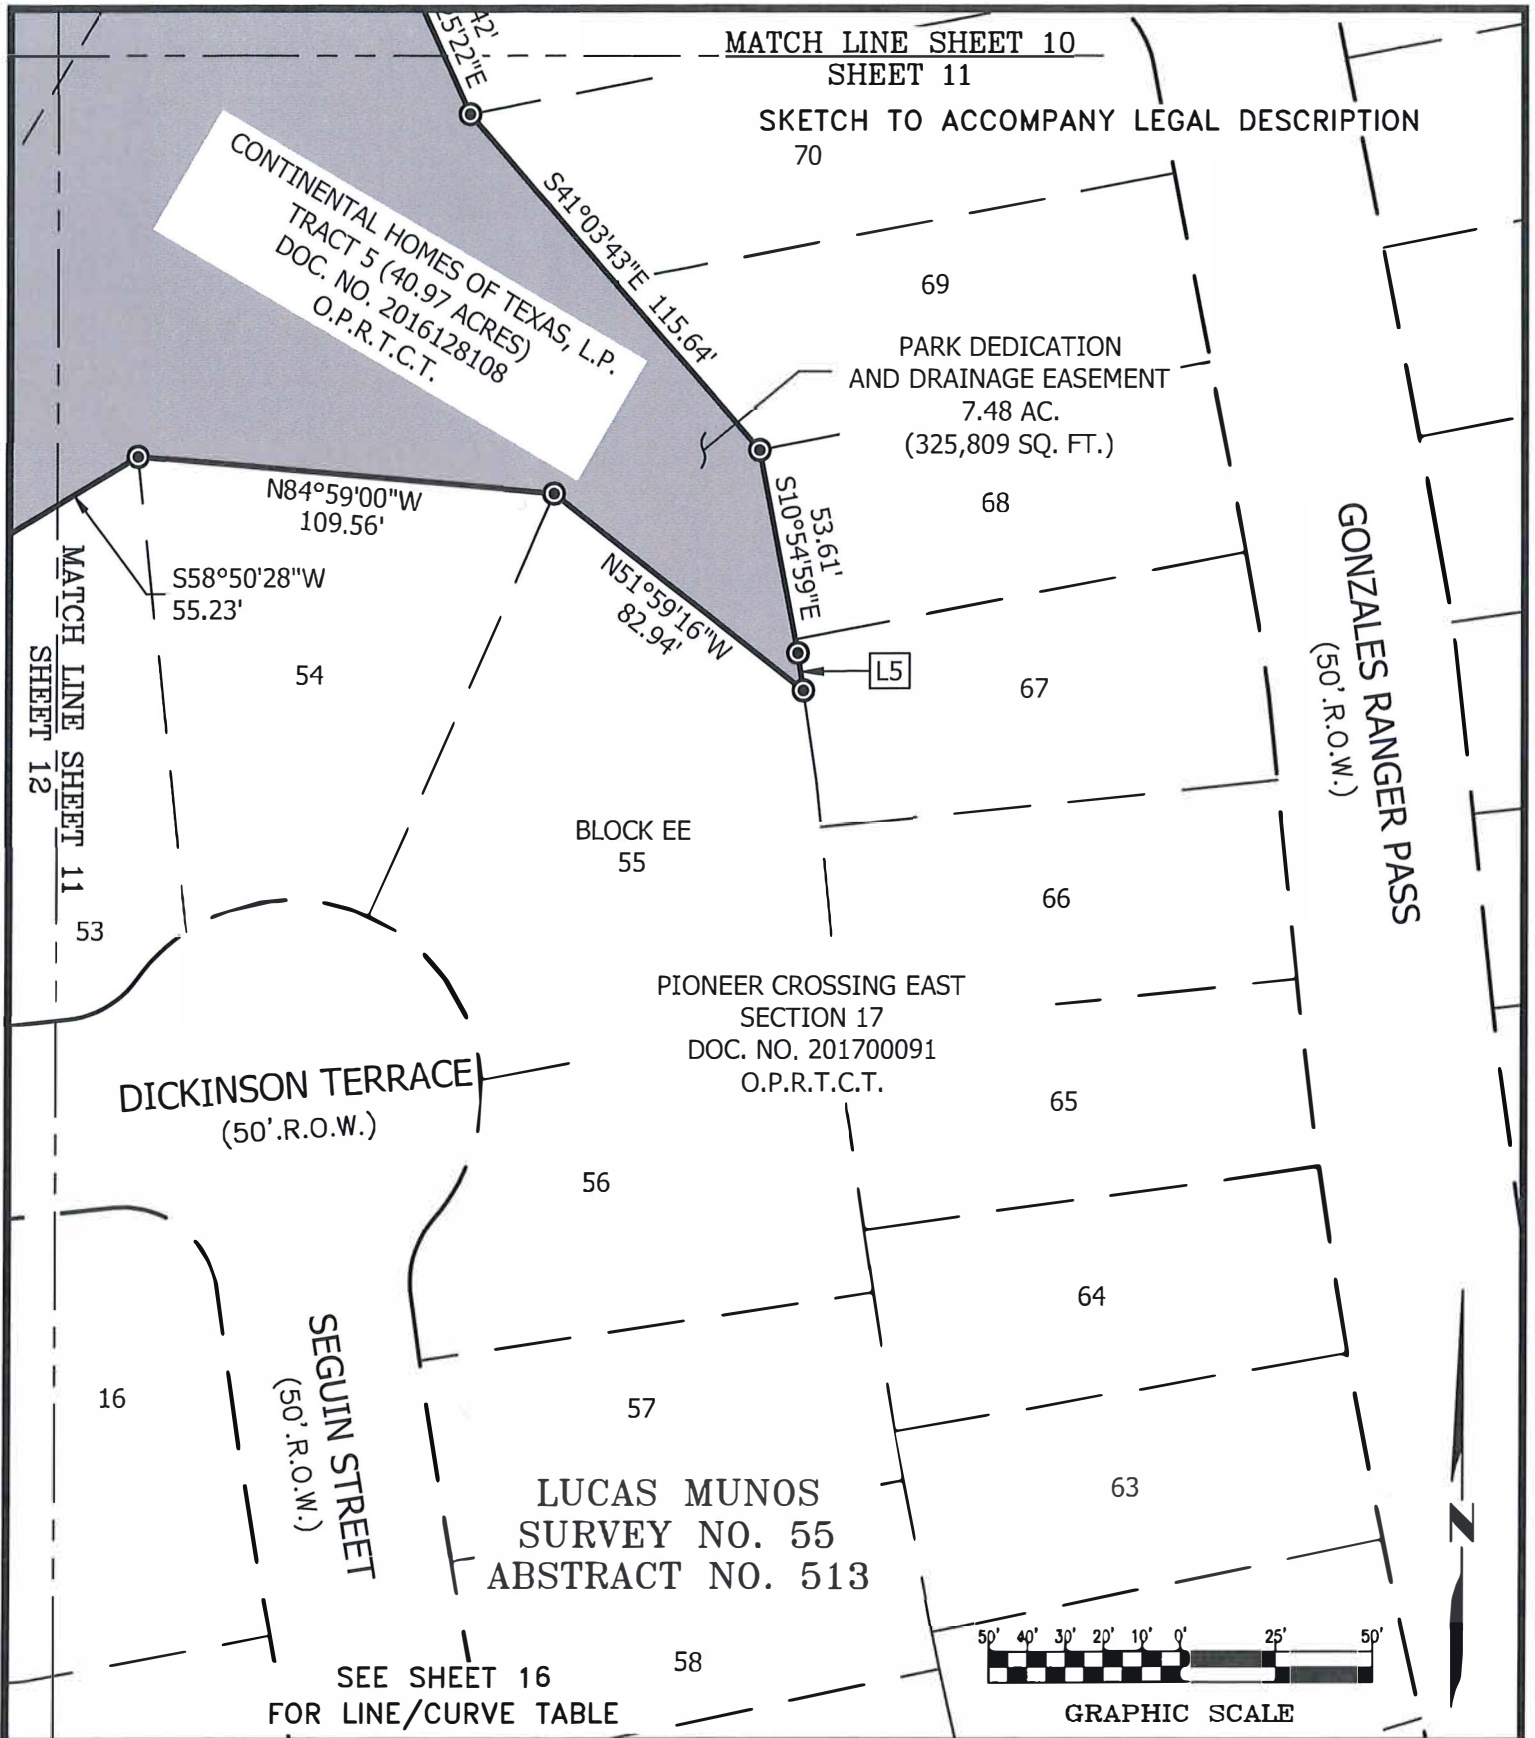 42'
5'22"E
MATCH LINE SHEET 10
SHEET 11
SKETCH TO ACCOMPANY LEGAL DESCRIPTION
70
CONTINENTAL HOMES OF TEXAS, L.P.
TRACT 5 (40.97 ACRES)
DOC. NO. 2016128108
O.P.R.T.C.T.
S41°03'43"E 115.64'
69
PARK DEDICATION
AND DRAINAGE EASEMENT
7.48 AC.
(325,809 SQ. FT.)
N84°59'00"W
109.56'
53.61'
S10°54'59"E
68
S58°50'28"W
55.23'
N51°59'16"W
82.94'
L5
GONZALES RANGER PASS
(50'.R.O.W.)
MATCH LINE SHEET 11
SHEET 12
54
67
BLOCK EE
55
66
53
PIONEER CROSSING EAST
SECTION 17
DOC. NO. 201700091
O.P.R.T.C.T.
DICKINSON TERRACE
(50'.R.O.W.)
65
56
64
SEGUIN STREET
(50'.R.O.W.)
16
57
63
LUCAS MUNOS
SURVEY NO. 55
ABSTRACT NO. 513
N
58
SEE SHEET 16
FOR LINE/CURVE TABLE
50' 40' 30' 20' 10' 0' 25' 50'
GRAPHIC SCALE